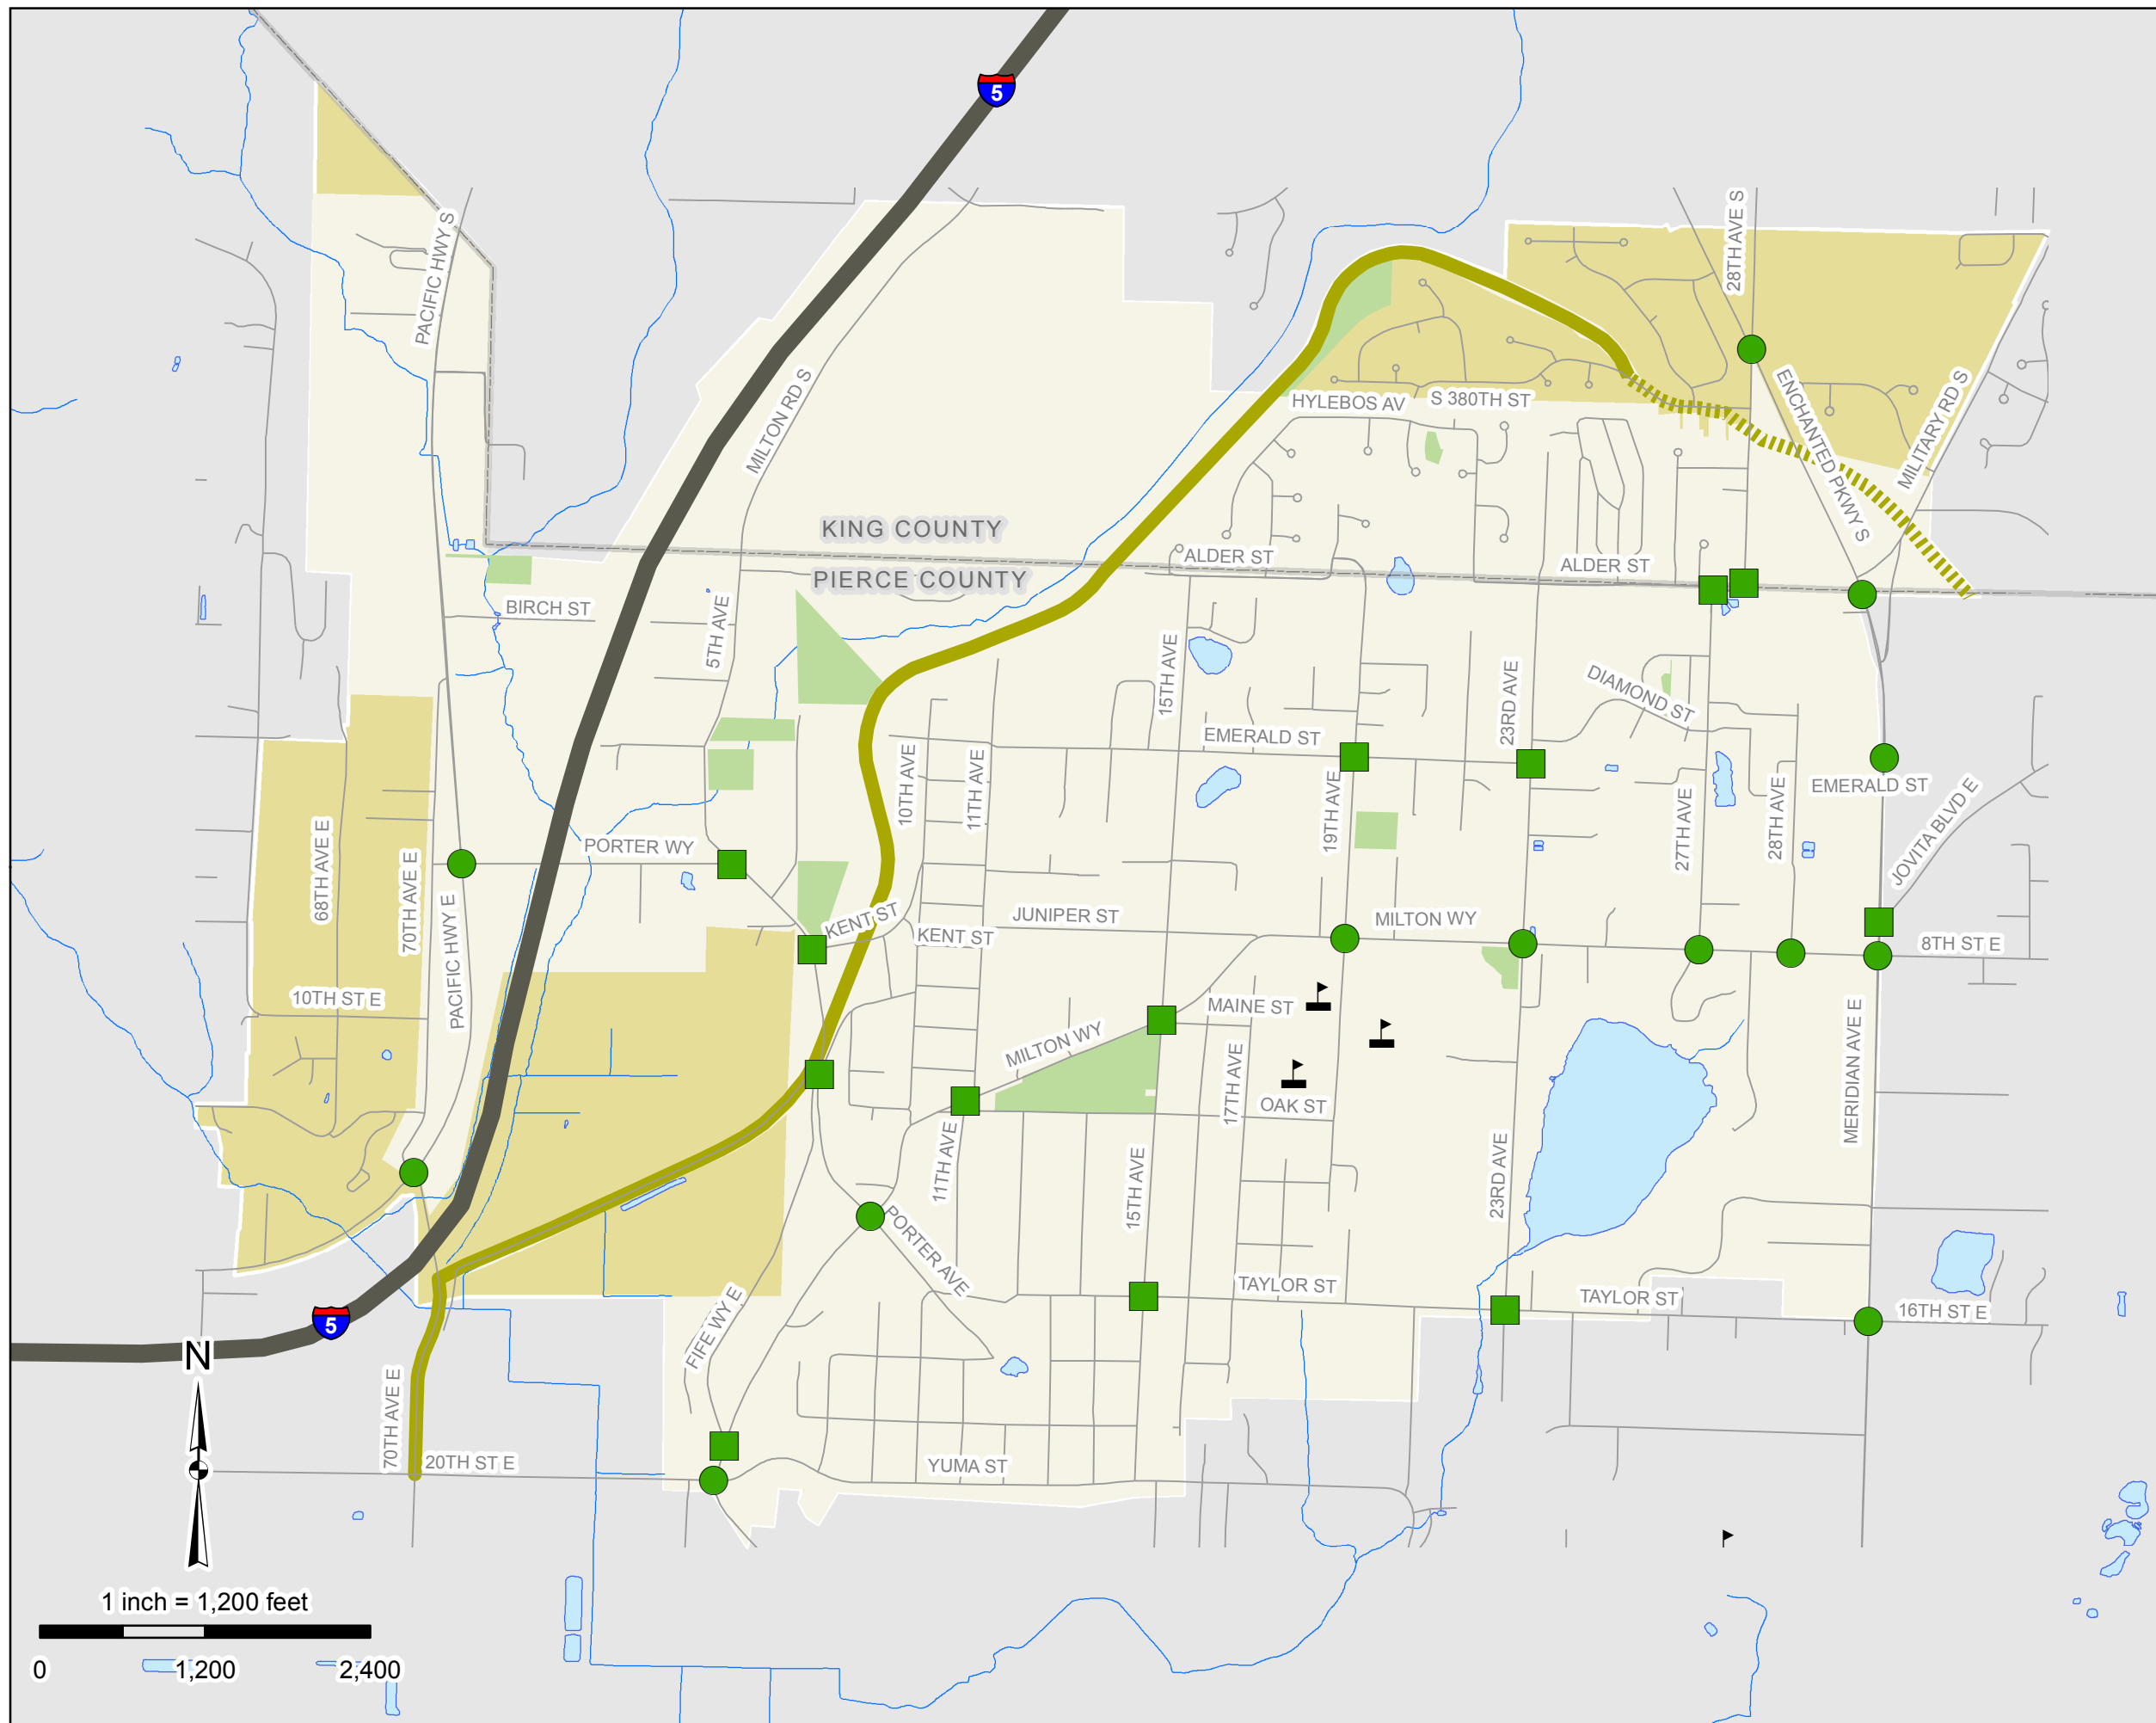 5
28TH AVE S
PACIFIC HWY S
MILTON RD S
ENCHANTED PKWY S
MILITARY RD S
HYLEBOS AV
S 380TH ST
KING COUNTY
PIERCE COUNTY
ALDER ST
ALDER ST
BIRCH ST
5TH AVE
15TH AVE
23RD AVE
DIAMOND ST
EMERALD ST
10TH AVE
11TH AVE
19TH AVE
27TH AVE
28TH AVE
EMERALD ST
JOVITA BLVD E
PORTER WY
68TH AVE E
70TH AVE E
PACIFIC HWY E
KENT ST
KENT ST
JUNIPER ST
MILTON WY
8TH ST E
10TH ST E
MAINE ST
MILTON WY
17TH AVE
OAK ST
MERIDIAN AVE E
11TH AVE
15TH AVE
23RD AVE
PORTER AVE
TAYLOR ST
TAYLOR ST
16TH ST E
FIFE WY E
5
N
70TH AVE E
20TH ST E
YUMA ST
1 inch = 1,200 feet
0 1,200 2,400